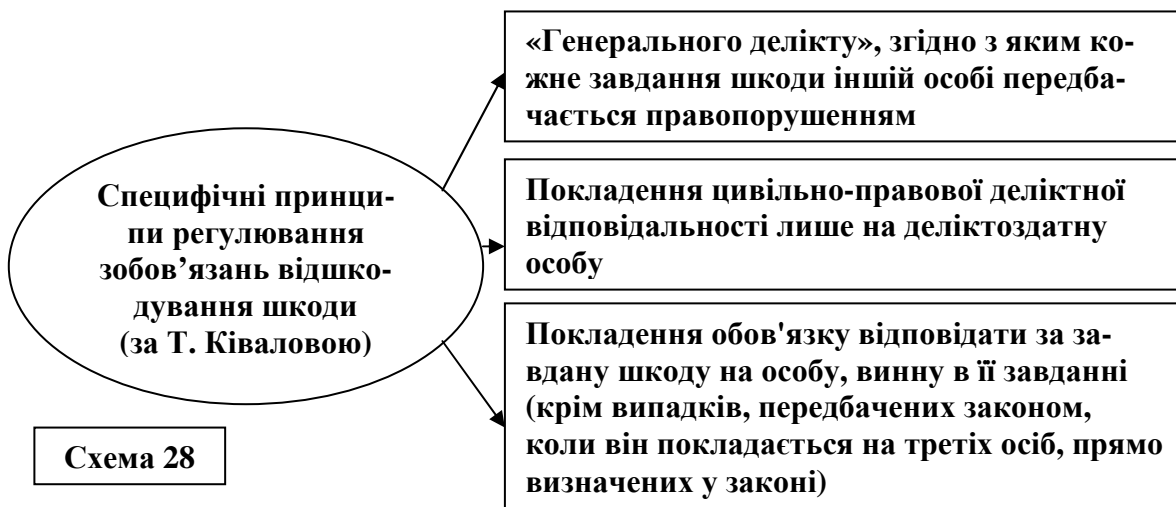 Специфічні принци-
пи регулювання
зобов’язань відшко-
дування шкоди
(за Т. Ківаловою)
«Генерального делікту», згідно з яким ко-
жне завдання шкоди іншій особі передба-
чається правопорушенням
Покладення цивільно-правової деліктної
відповідальності лише на деліктоздатну
особу
Покладення обов'язку відповідати за за-
вдану шкоду на особу, винну в її завданні
(крім випадків, передбачених законом,
коли він покладається на третіх осіб, прямо
визначених у законі)
Схема 28